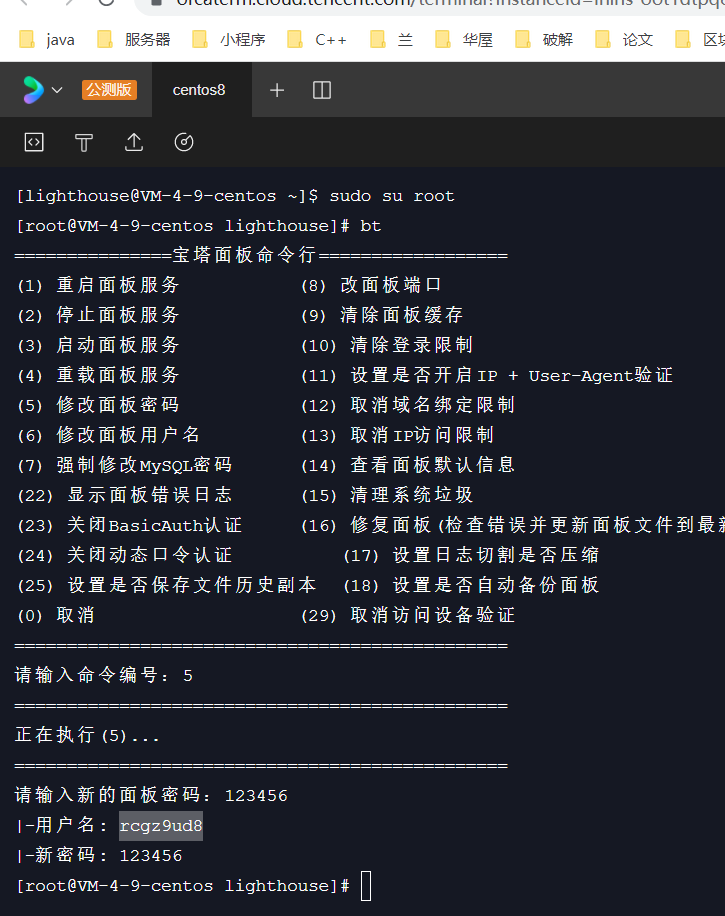 java 服务器 小程序 C++ 兰 华屋 破解 论文
公测版 centos8
[lighthouse@VM-4-9-centos ~]$ sudo su root
[root@VM-4-9-centos lighthouse]# bt
===============宝塔面板命令行==================
(1) 重启面板服务 (8) 改面板端口
(2) 停止面板服务 (9) 清除面板缓存
(3) 启动面板服务 (10) 清除登录限制
(4) 重载面板服务 (11) 设置是否开启IP + User-Agent验证
(5) 修改面板密码 (12) 取消域名绑定限制
(6) 修改面板用户名 (13) 取消IP访问限制
(7) 强制修改MySQL密码 (14) 查看面板默认信息
(22) 显示面板错误日志 (15) 清理系统垃圾
(23) 关闭BasicAuth认证 (16) 修复面板(检查错误并更新面板文件到最新
(24) 关闭动态口令认证 (17) 设置日志切割是否压缩
(25) 设置是否保存文件历史副本 (18) 设置是否自动备份面板
(0) 取消 (29) 取消访问设备验证
===============================================
请输入命令编号：5
===============================================
正在执行(5)...
===============================================
请输入新的面板密码：123456
|-用户名: rcgz9ud8
|-新密码: 123456
[root@VM-4-9-centos lighthouse]#